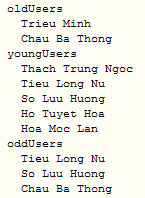 oldUsers
  Trieu Minh
  Chau Ba Thong
youngUsers
  Thach Trung Ngoc
  Tieu Long Nu
  So Luu Huong
  Ho Tuyet Hoa
  Hoa Moc Lan
oddUsers
  Tieu Long Nu
  So Luu Huong
  Chau Ba Thong